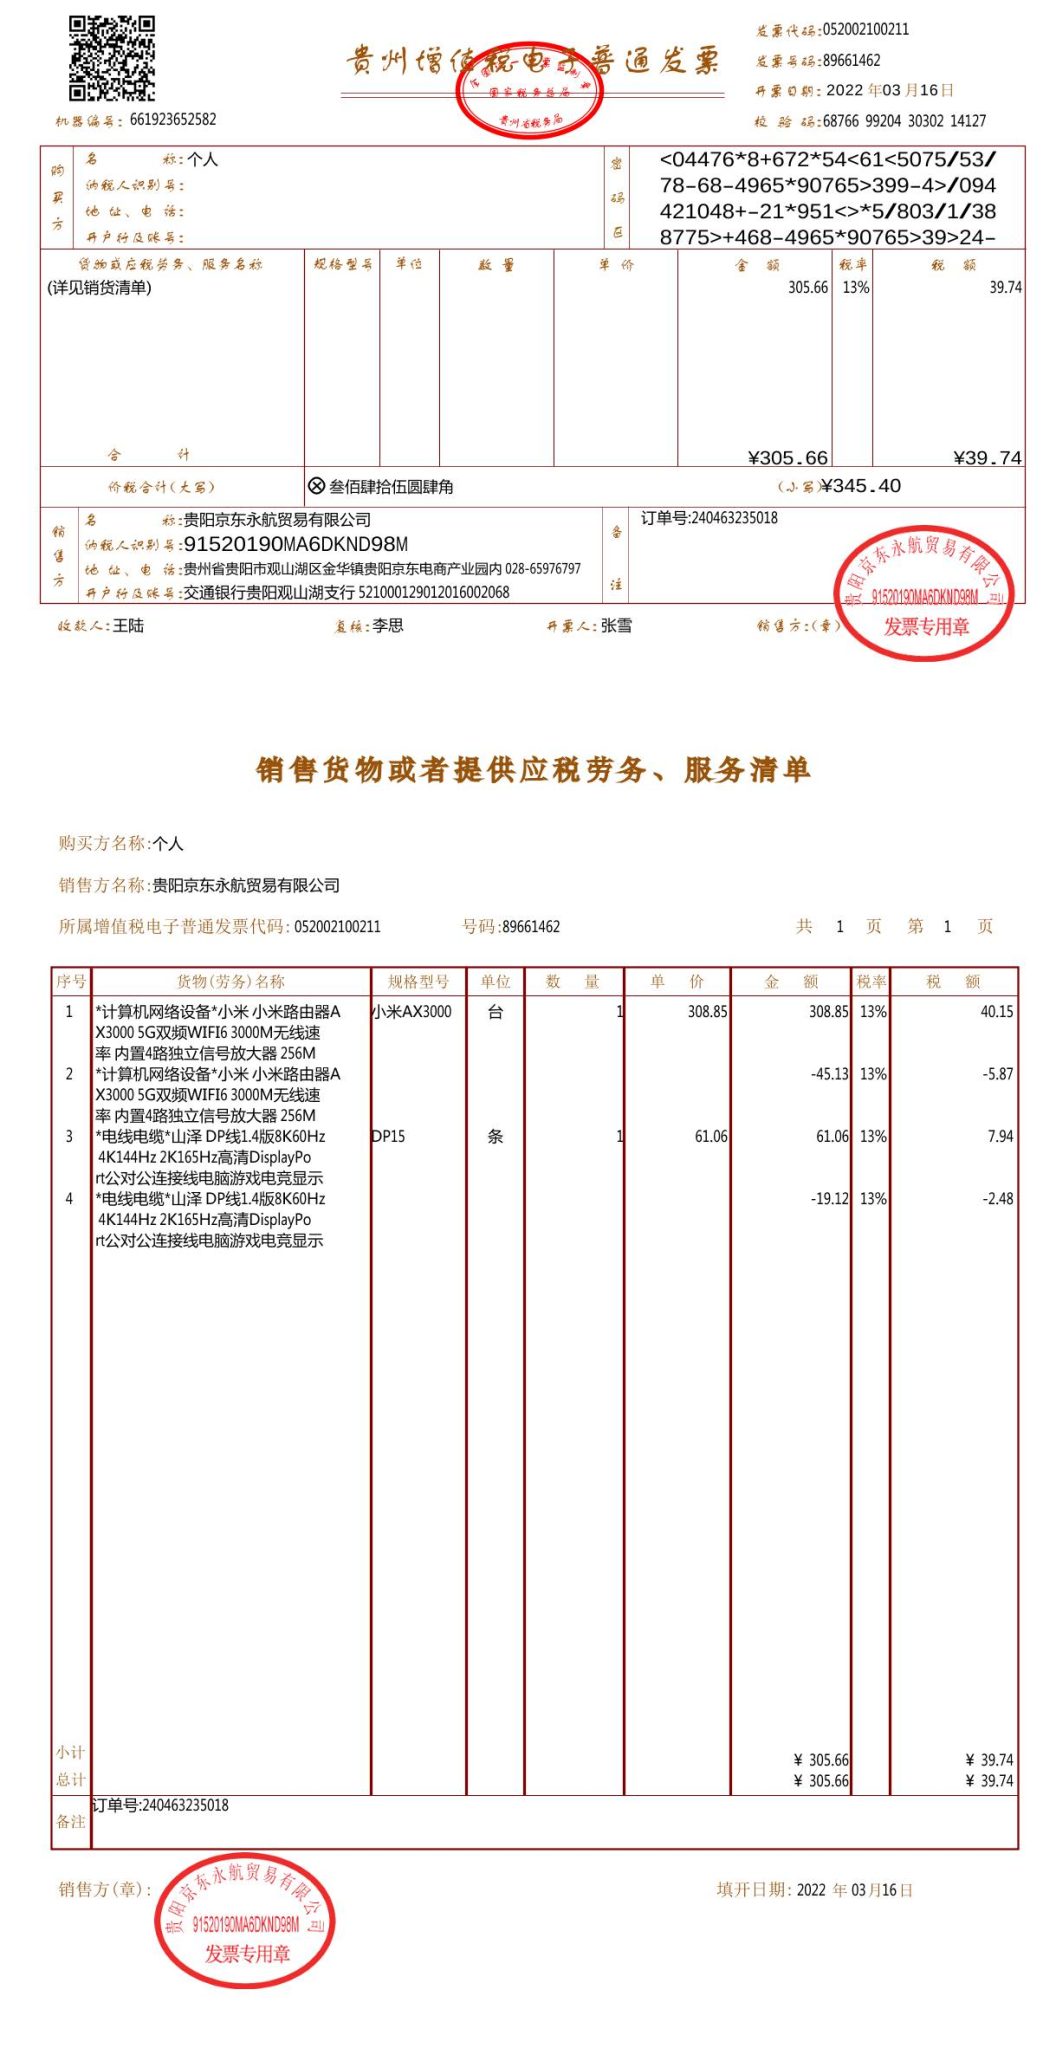 贵州增值税电子普通发票
全国统一发票监制章
国家税务总局
贵州省税务局
发票代码:052002100211
发票号码:89661462
开票日期: 2022 年03 月16日
校 验 码:68766 99204 30302 14127
机器编号: 661923652582
购买方
名 称:个人
纳税人识别号:
地 址、电 话:
开户行及账号:
密码区
<04476*8+672*54<61<5075/53/
78-68-4965*90765>399-4>/094
421048+-21*951<>*5/803/1/38
8775>+468-4965*90765>39>24-
货物或应税劳务、服务名称 规格型号 单位 数 量 单 价 金 额 税率 税 额
(详见销货清单) 305.66 13% 39.74
合 计 ¥305.66 ¥39.74
价税合计(大写) ⊗ 叁佰肆拾伍圆肆角 (小写)¥345.40
销售方
名 称:贵阳京东永航贸易有限公司
纳税人识别号:91520190MA6DKND98M
地 址、电 话:贵州省贵阳市观山湖区金华镇贵阳京东电商产业园内 028-65976797
开户行及账号:交通银行贵阳观山湖支行 521000129012016002068
备注
订单号:240463235018
收款人:王陆 复核:李思 开票人:张雪 销售方:(章)
贵阳京东永航贸易有限公司
91520190MA6DKND98M
发票专用章
销售货物或者提供应税劳务、服务清单
购买方名称:个人
销售方名称:贵阳京东永航贸易有限公司
所属增值税电子普通发票代码: 052002100211 号码:89661462 共 1 页 第 1 页
序号 货物(劳务)名称 规格型号 单位 数 量 单 价 金 额 税率 税 额
1 *计算机网络设备*小米 小米路由器A 小米AX3000 台 1 308.85 308.85 13% 40.15
X3000 5G双频WIFI6 3000M无线速
率 内置4路独立信号放大器 256M
2 *计算机网络设备*小米 小米路由器A -45.13 13% -5.87
X3000 5G双频WIFI6 3000M无线速
率 内置4路独立信号放大器 256M
3 *电线电缆*山泽 DP线1.4版8K60Hz DP15 条 1 61.06 61.06 13% 7.94
4K144Hz 2K165Hz高清DisplayPo
rt公对公连接线电脑游戏电竞显示
4 *电线电缆*山泽 DP线1.4版8K60Hz -19.12 13% -2.48
4K144Hz 2K165Hz高清DisplayPo
rt公对公连接线电脑游戏电竞显示
小计 ¥ 305.66 ¥ 39.74
总计 ¥ 305.66 ¥ 39.74
备注 订单号:240463235018
销售方(章): 填开日期: 2022 年 03 月16 日
贵阳京东永航贸易有限公司
91520190MA6DKND98M
发票专用章